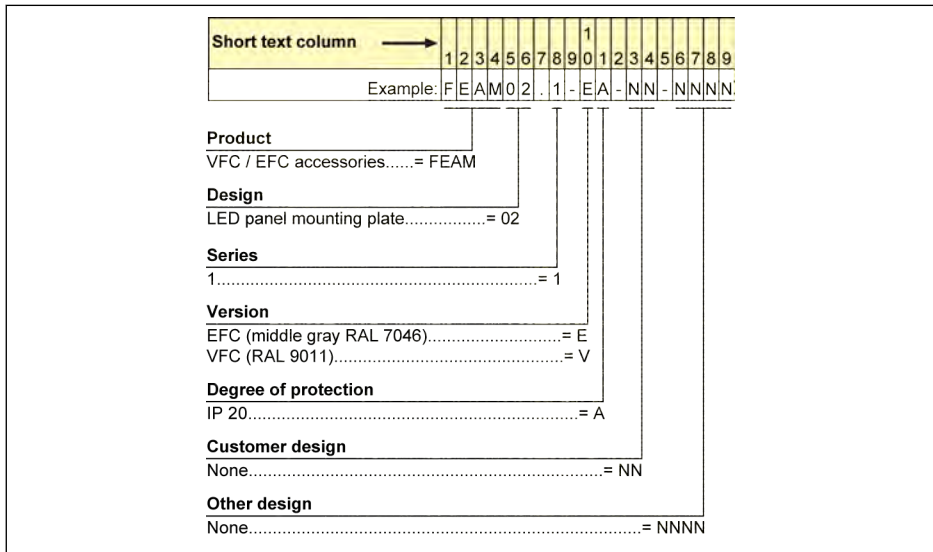 Short text column
1
1 2 3 4 5 6 7 8 9 0 1 2 3 4 5 6 7 8 9
Example: F E A M 0 2 . 1 - E A - N N - N N N N
Product
VFC / EFC accessories......= FEAM
Design
LED panel mounting plate.................= 02
Series
1....................................................................= 1
Version
EFC (middle gray RAL 7046)............................= E
VFC (RAL 9011)................................................= V
Degree of protection
IP 20.....................................................................= A
Customer design
None..........................................................................= NN
Other design
None..................................................................................= NNNN